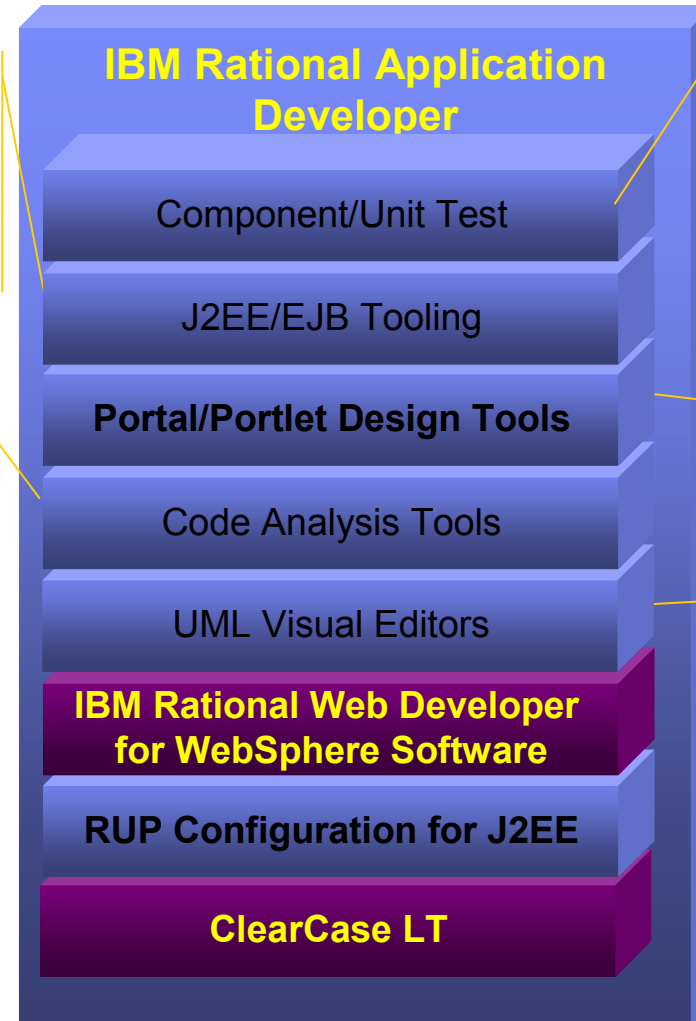 IBM Rational Application
Developer
Component/Unit Test
J2EE/EJB Tooling
Portal/Portlet Design Tools
Code Analysis Tools
UML Visual Editors
IBM Rational Web Developer
for WebSphere Software
RUP Configuration for J2EE
ClearCase LT